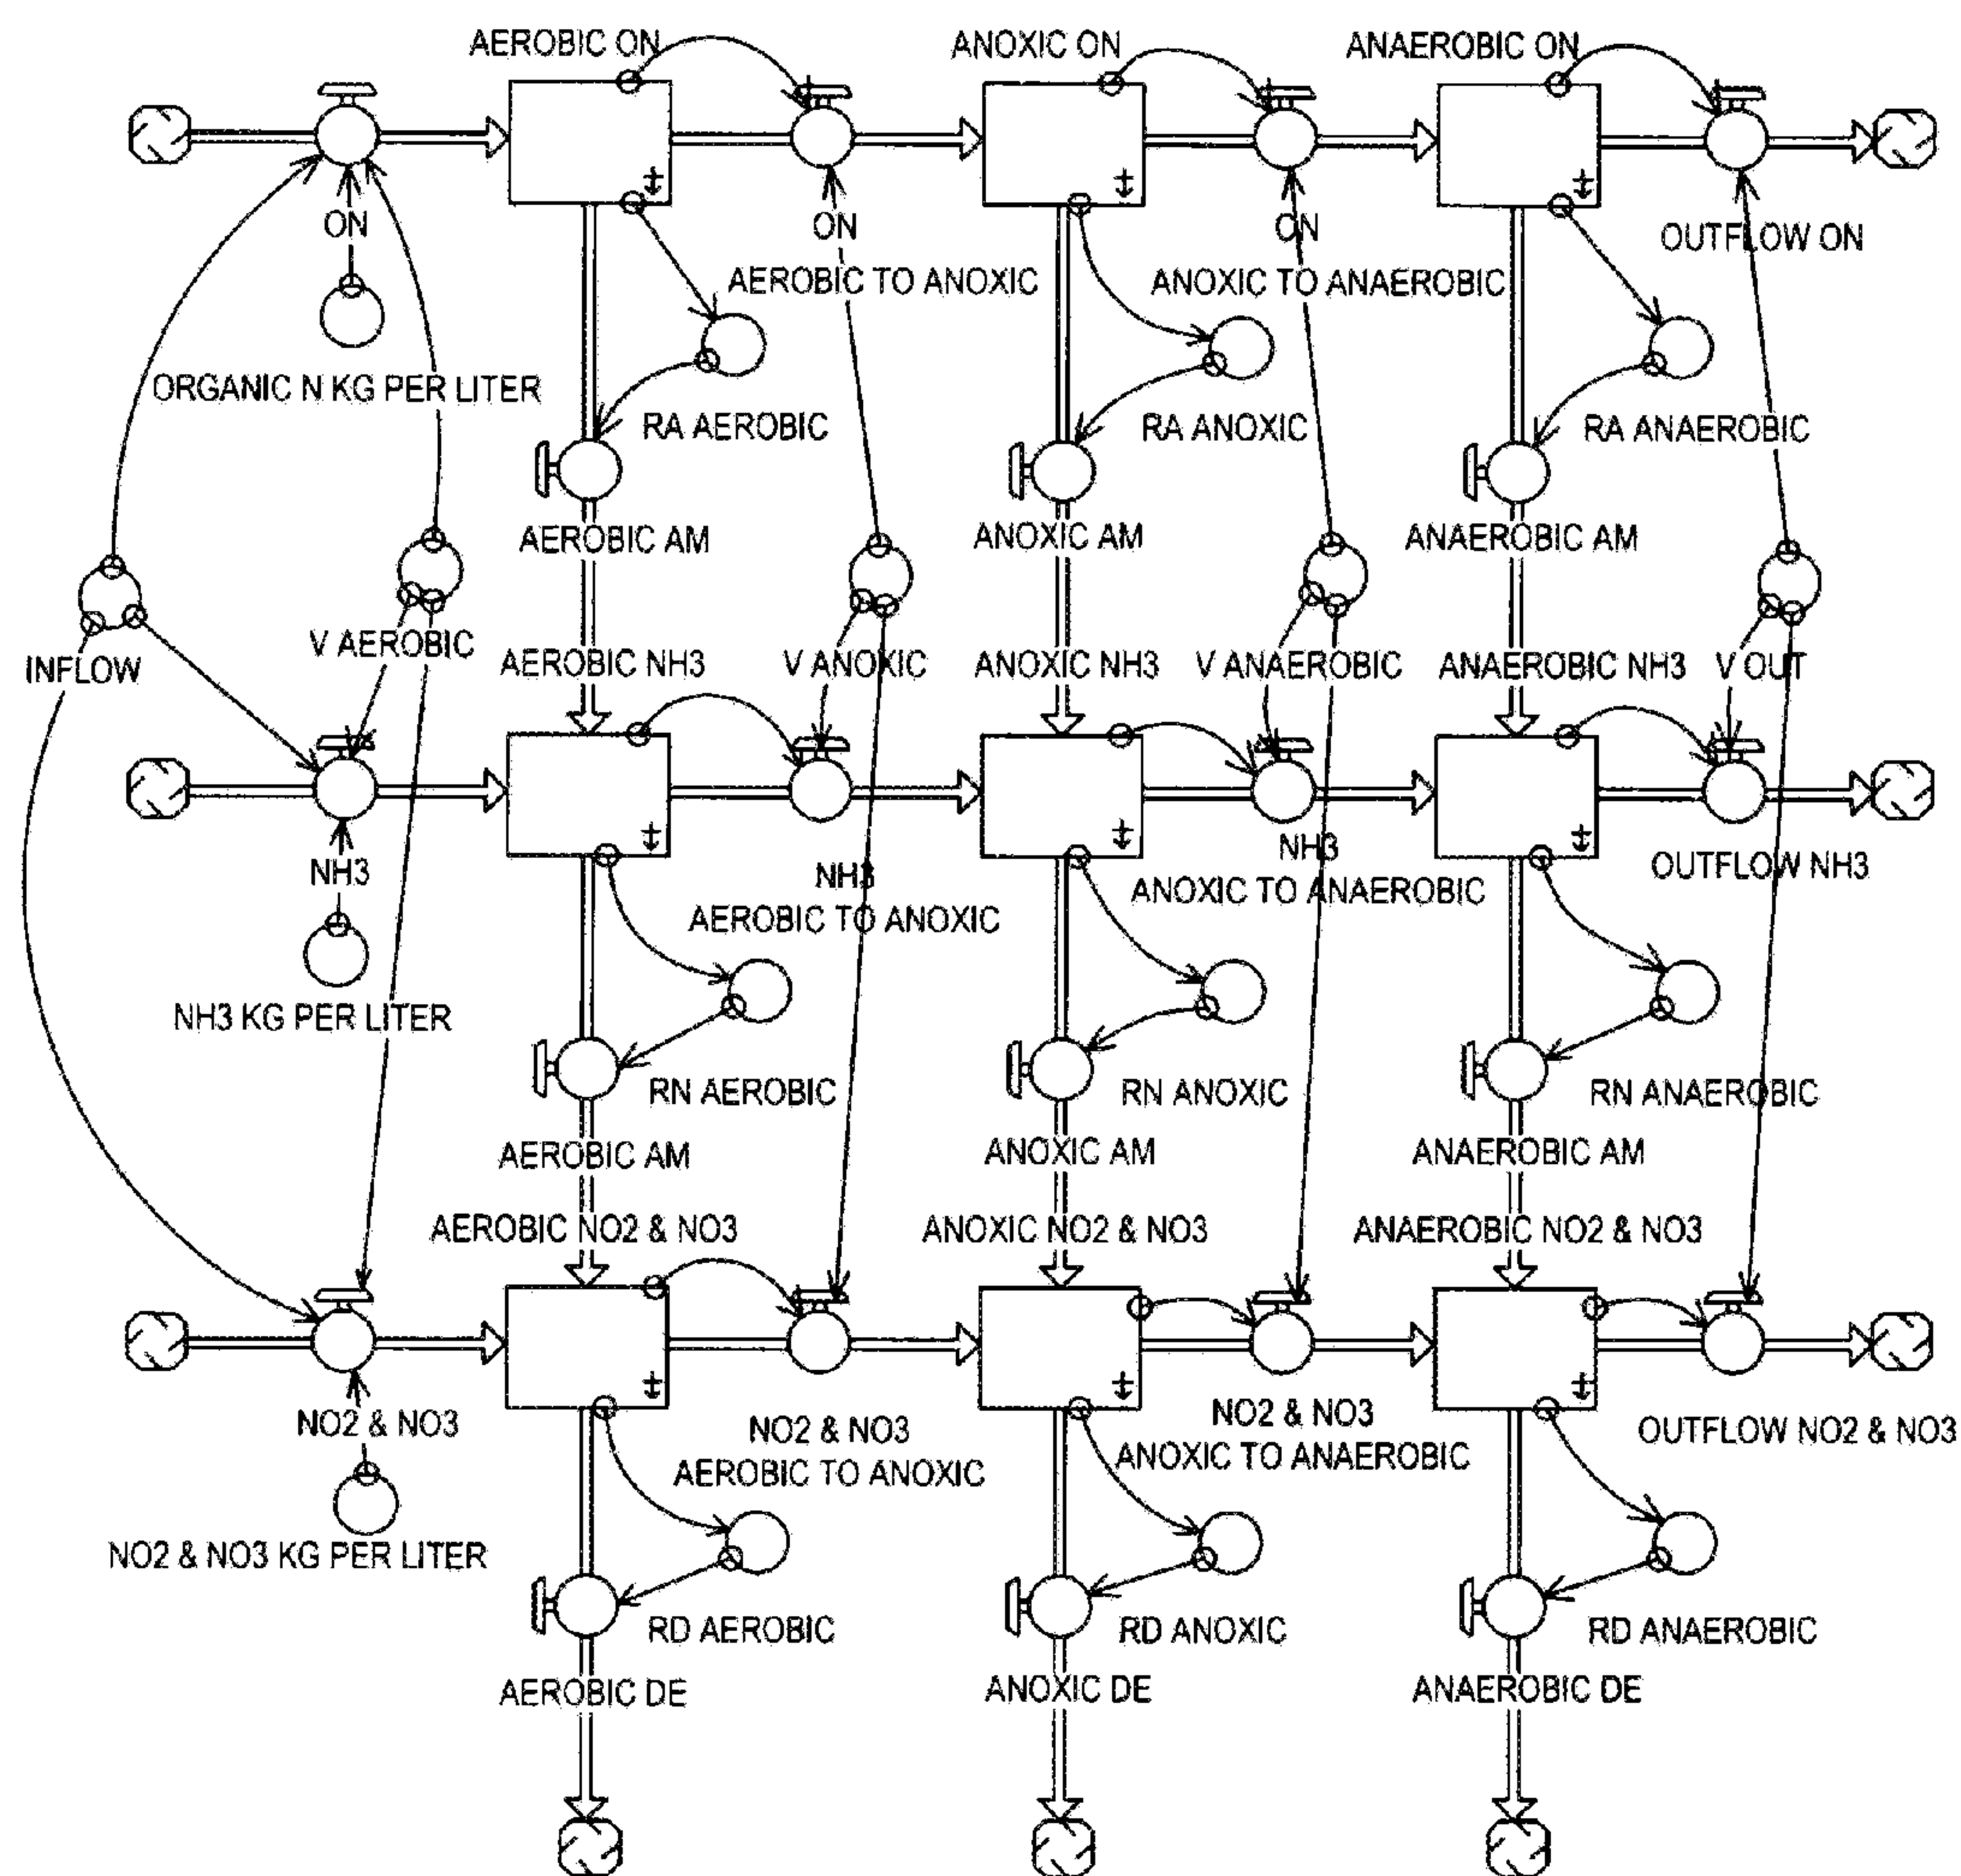 AEROBIC ON
ANOXIC ON
ANAEROBIC ON
ON
ON
ON
OUTFLOW ON
AEROBIC TO ANOXIC
ANOXIC TO ANAEROBIC
ORGANIC N KG PER LITER
RA AEROBIC
RA ANOXIC
RA ANAEROBIC
AEROBIC AM
ANOXIC AM
ANAEROBIC AM
INFLOW
V AEROBIC
AEROBIC NH3
V ANOXIC
ANOXIC NH3
V ANAEROBIC
ANAEROBIC NH3
V OUT
NH3
NH3
AEROBIC TO ANOXIC
NH3
ANOXIC TO ANAEROBIC
OUTFLOW NH3
NH3 KG PER LITER
RN AEROBIC
RN ANOXIC
RN ANAEROBIC
AEROBIC AM
ANOXIC AM
ANAEROBIC AM
AEROBIC NO2 & NO3
ANOXIC NO2 & NO3
ANAEROBIC NO2 & NO3
NO2 & NO3
NO2 & NO3
AEROBIC TO ANOXIC
NO2 & NO3
ANOXIC TO ANAEROBIC
OUTFLOW NO2 & NO3
NO2 & NO3 KG PER LITER
RD AEROBIC
RD ANOXIC
RD ANAEROBIC
AEROBIC DE
ANOXIC DE
ANAEROBIC DE